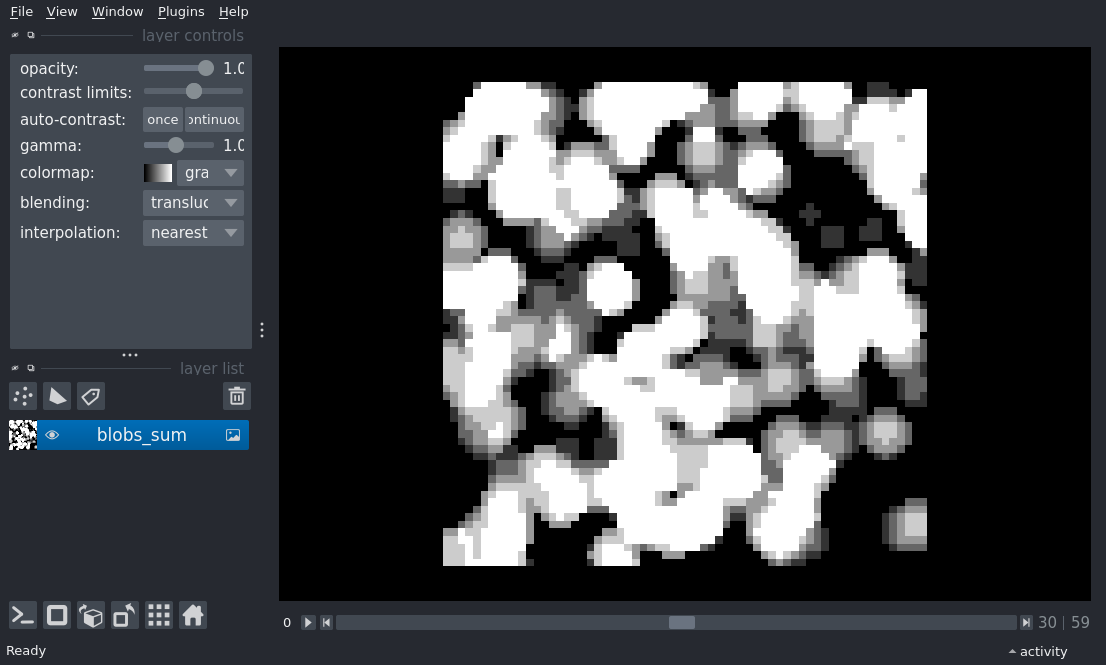 File View Window Plugins Help
layer controls
opacity: 1.0
contrast limits:
auto-contrast: once ontinuou
gamma: 1.0
colormap: gra
blending: transluc
interpolation: nearest
layer list
blobs_sum
0 30 | 59
Ready activity